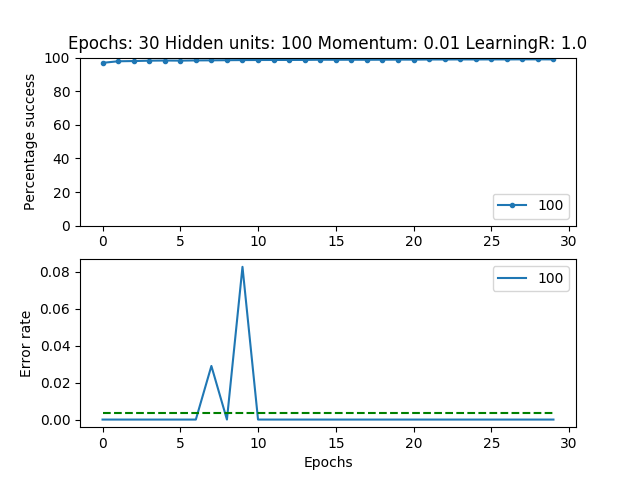 Epochs: 30 Hidden units: 100 Momentum: 0.01 LearningR: 1.0
100
80
60
40
20
0
Percentage success
100
0 5 10 15 20 25 30
0.08
0.06
0.04
0.02
0.00
Error rate
100
0 5 10 15 20 25 30
Epochs